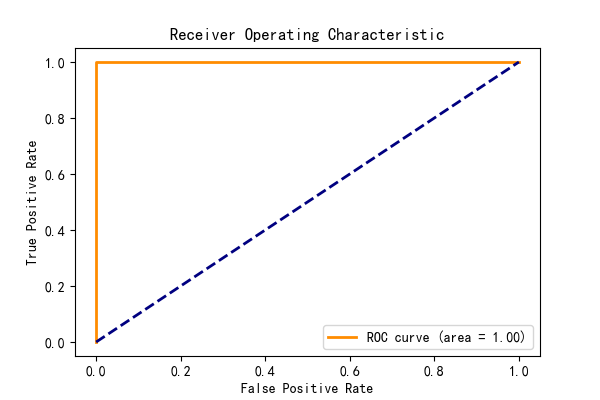 Receiver Operating Characteristic
True Positive Rate
1.0
0.8
0.6
0.4
0.2
0.0
ROC curve (area = 1.00)
0.0 0.2 0.4 0.6 0.8 1.0
False Positive Rate